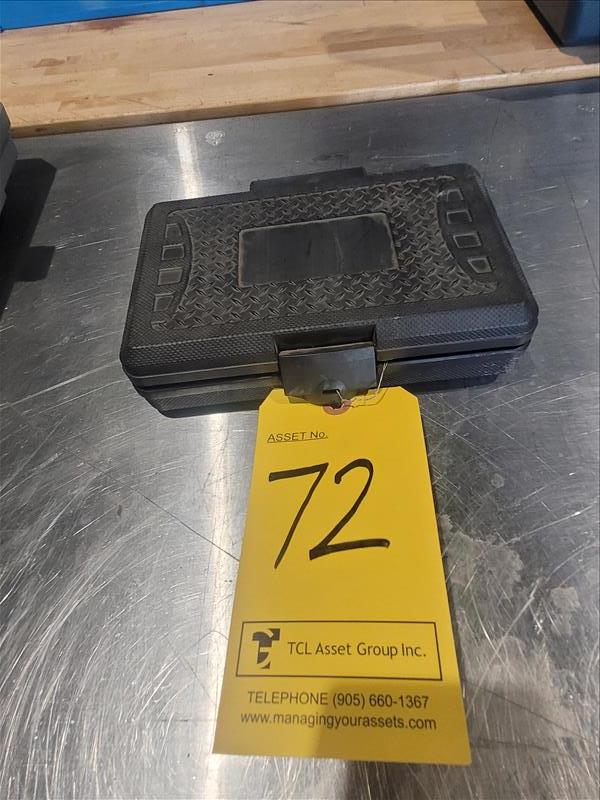 ASSET No.
72
TCL Asset Group Inc.
TELEPHONE (905) 660-1367
www.managingyourassets.com